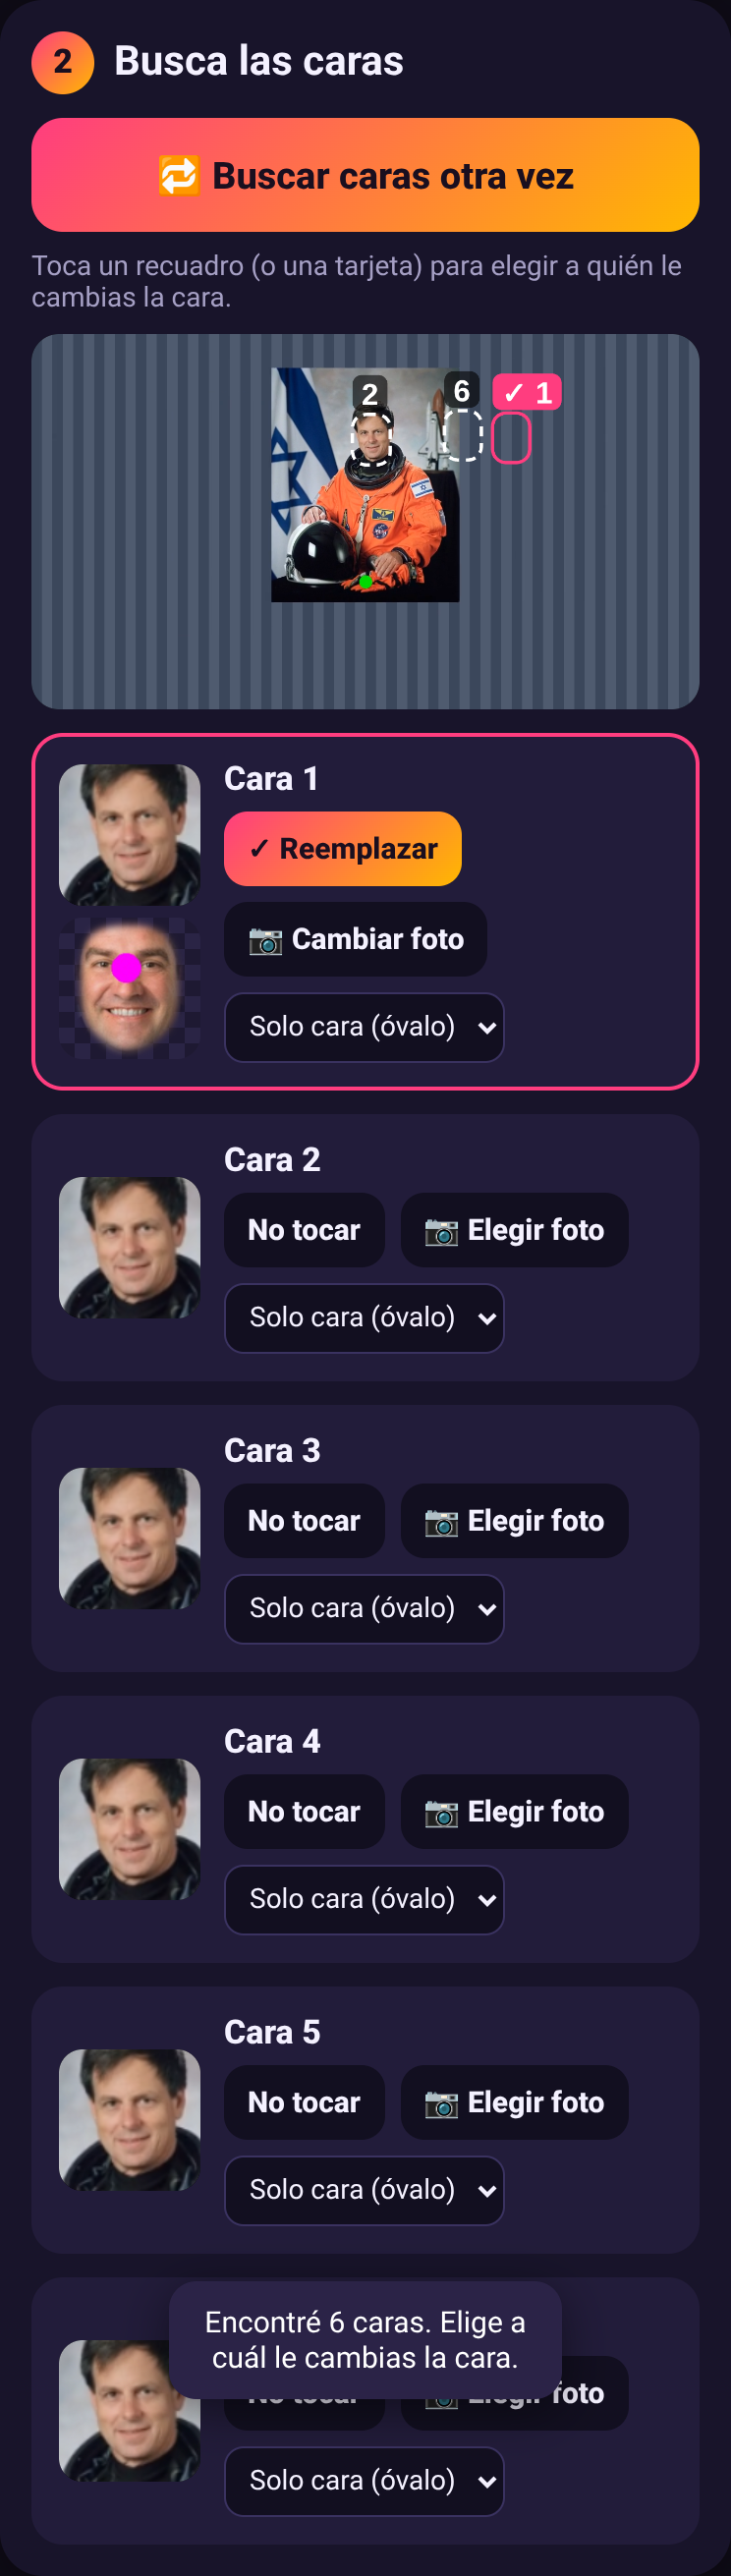 2 Busca las caras
🔁 Buscar caras otra vez
Toca un recuadro (o una tarjeta) para elegir a quién le
cambias la cara.
2 6 ✓ 1
Cara 1
✓ Reemplazar
📷 Cambiar foto
Solo cara (óvalo)
Cara 2
No tocar 📷 Elegir foto
Solo cara (óvalo)
Cara 3
No tocar 📷 Elegir foto
Solo cara (óvalo)
Cara 4
No tocar 📷 Elegir foto
Solo cara (óvalo)
Cara 5
No tocar 📷 Elegir foto
Solo cara (óvalo)
Encontré 6 caras. Elige a
cuál le cambias la cara.
No tocar 📷 Elegir foto
Solo cara (óvalo)